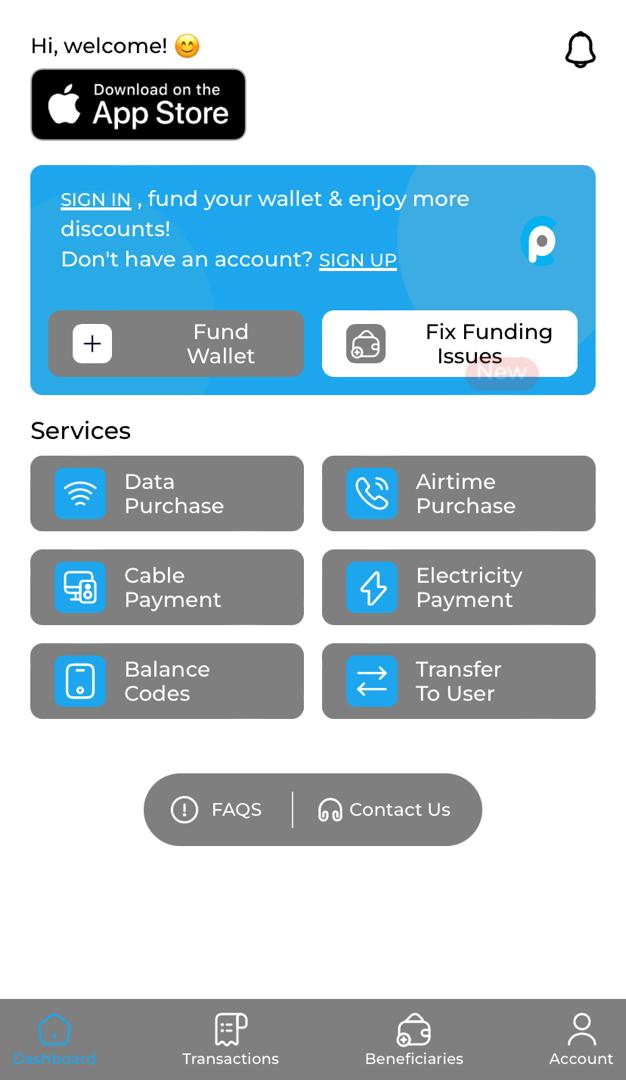 Hi, welcome! 😊
Download on the
App Store
SIGN IN , fund your wallet & enjoy more
discounts!
Don't have an account? SIGN UP
Fund
Wallet
Fix Funding
Issues
New
Services
Data
Purchase
Airtime
Purchase
Cable
Payment
Electricity
Payment
Balance
Codes
Transfer
To User
FAQS
Contact Us
Dashboard
Transactions
Beneficiaries
Account